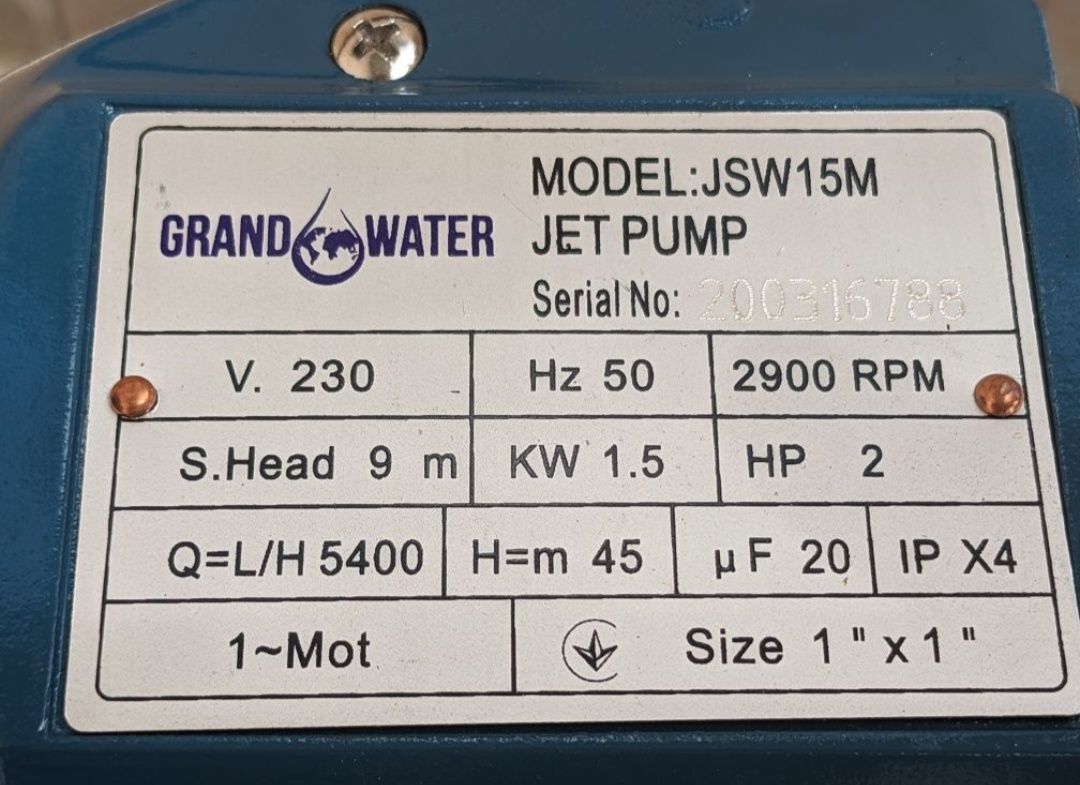 GRAND WATER
MODEL:JSW15M
JET PUMP
Serial No: 200316788
V. 230 Hz 50 2900 RPM
S.Head 9 m KW 1.5 HP 2
Q=L/H 5400 H=m 45 µF 20 IP X4
1~Mot Size 1" x 1"